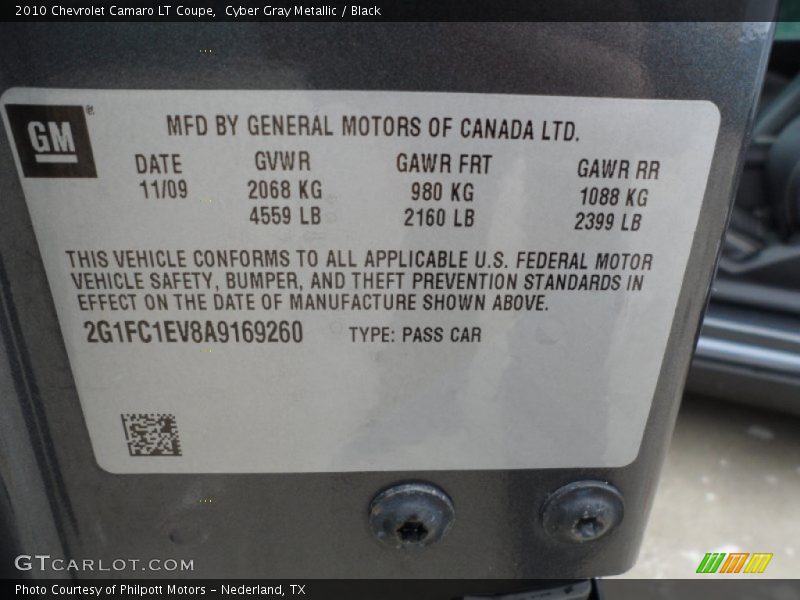 2010 Chevrolet Camaro LT Coupe,  Cyber Gray Metallic / Black
GM ®
MFD BY GENERAL MOTORS OF CANADA LTD.
DATE GVWR GAWR FRT GAWR RR
11/09 2068 KG 980 KG 1088 KG
4559 LB 2160 LB 2399 LB
THIS VEHICLE CONFORMS TO ALL APPLICABLE U.S. FEDERAL MOTOR
VEHICLE SAFETY, BUMPER, AND THEFT PREVENTION STANDARDS IN
EFFECT ON THE DATE OF MANUFACTURE SHOWN ABOVE.
2G1FC1EV8A9169260 TYPE: PASS CAR
GTCARLOT.COM
Photo Courtesy of Philpott Motors - Nederland, TX